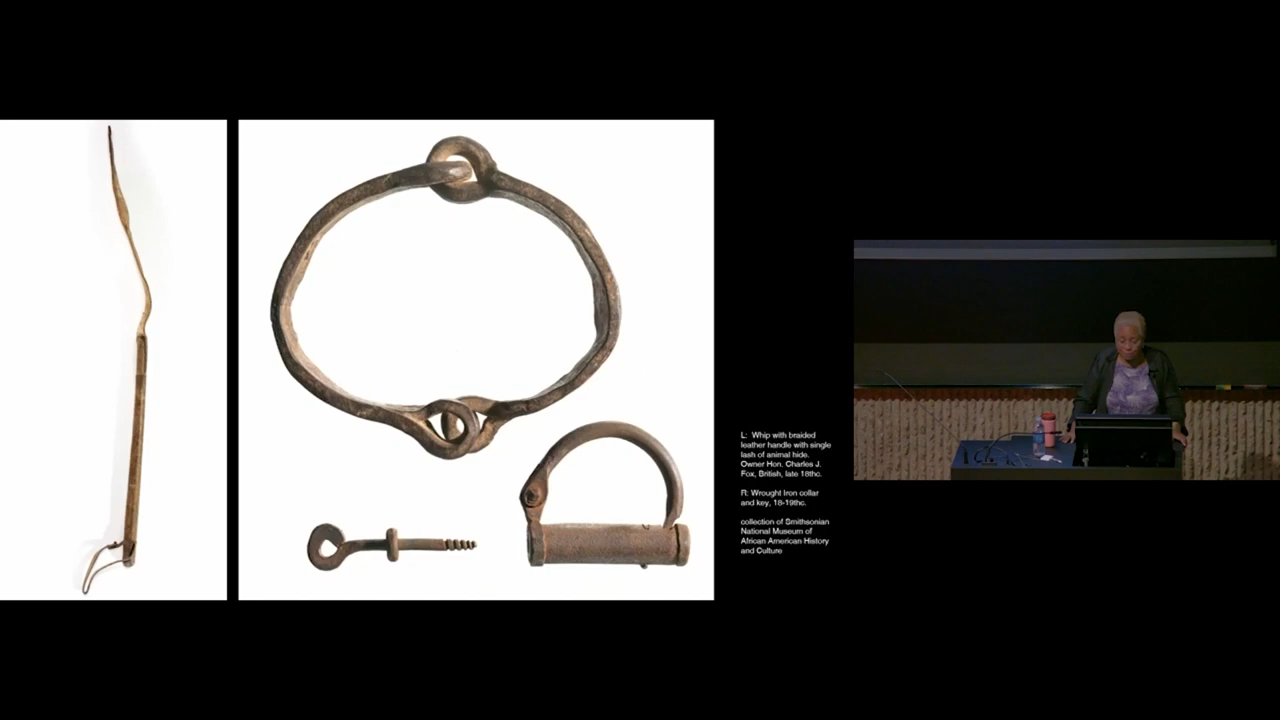 L:  Whip with braided
leather handle with single
lash of animal hide.
Owner Hon. Charles J.
Fox, British, late 18thc.
R: Wrought Iron collar
and key, 18-19thc.
collection of Smithsonian
National Museum of
African American History
and Culture